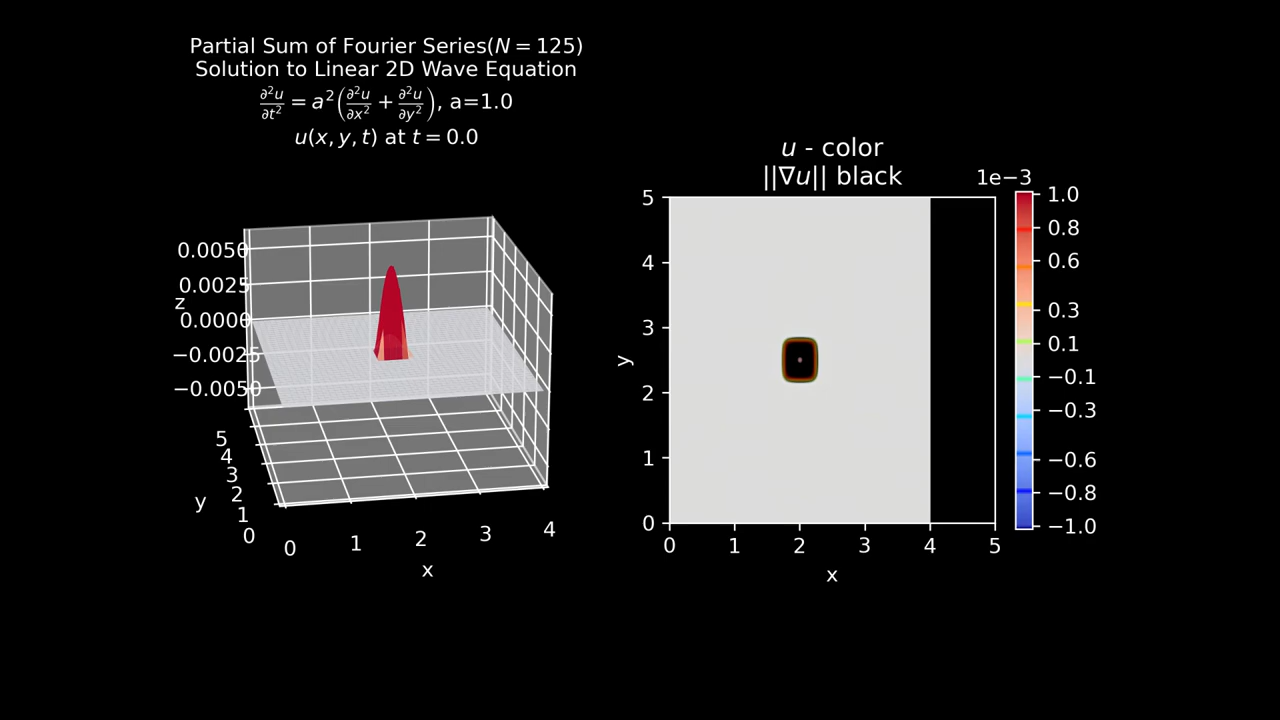 Partial Sum of Fourier Series(N = 125)
Solution to Linear 2D Wave Equation
∂²u/∂t² = a²(∂²u/∂x² + ∂²u/∂y²), a=1.0
u(x, y, t) at t = 0.0
0.0050
0.0025
z
0.0000
−0.0025
−0.0050
5
4
3
2
y
1
0
0 1 2 3 4
x
u - color
||∇u|| black
5
4
3
y
2
1
0
0 1 2 3 4 5
x
1e−3
1.0
0.8
0.6
0.3
0.1
−0.1
−0.3
−0.6
−0.8
−1.0